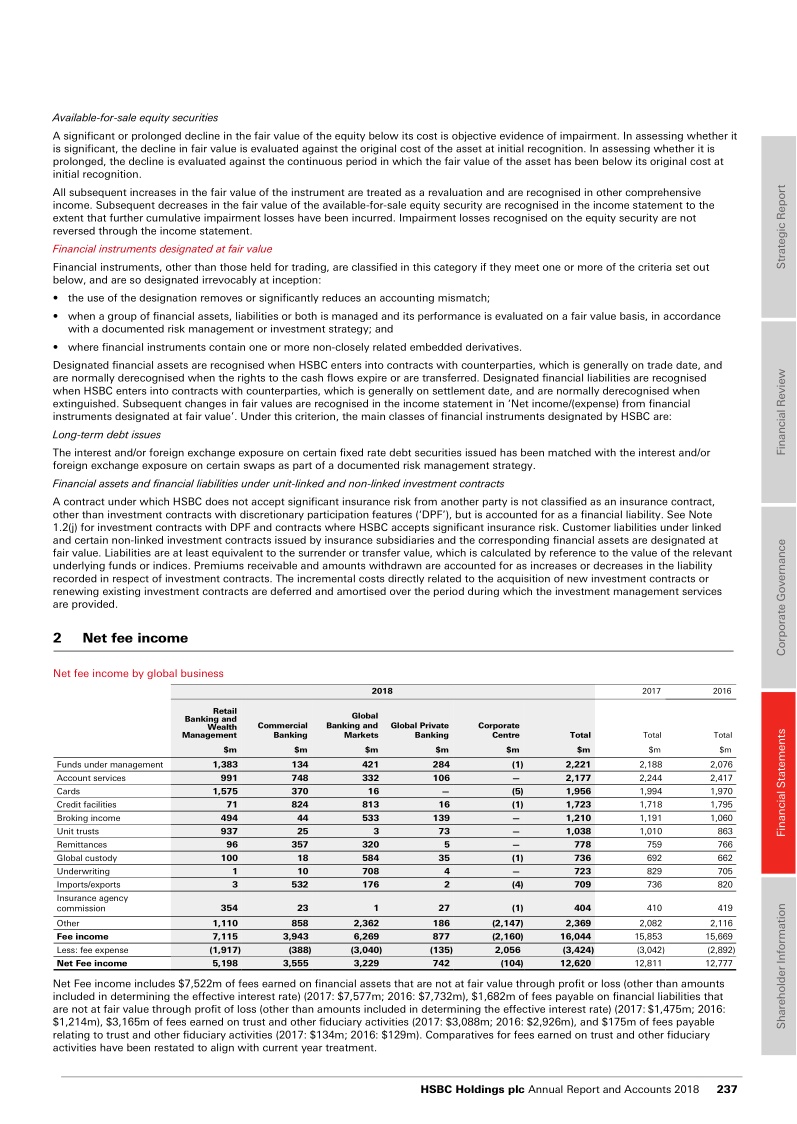 Available-for-sale equity securities
A significant or prolonged decline in the fair value of the equity below its cost is objective evidence of impairment. In assessing whether it
is significant, the decline in fair value is evaluated against the original cost of the asset at initial recognition. In assessing whether it is
prolonged, the decline is evaluated against the continuous period in which the fair value of the asset has been below its original cost at
initial recognition.
All subsequent increases in the fair value of the instrument are treated as a revaluation and are recognised in other comprehensive
income. Subsequent decreases in the fair value of the available-for-sale equity security are recognised in the income statement to the
extent that further cumulative impairment losses have been incurred. Impairment losses recognised on the equity security are not
reversed through the income statement.
Financial instruments designated at fair value
Financial instruments, other than those held for trading, are classified in this category if they meet one or more of the criteria set out
below, and are so designated irrevocably at inception:
• the use of the designation removes or significantly reduces an accounting mismatch;
• when a group of financial assets, liabilities or both is managed and its performance is evaluated on a fair value basis, in accordance
with a documented risk management or investment strategy; and
• where financial instruments contain one or more non-closely related embedded derivatives.
Designated financial assets are recognised when HSBC enters into contracts with counterparties, which is generally on trade date, and
are normally derecognised when the rights to the cash flows expire or are transferred. Designated financial liabilities are recognised
when HSBC enters into contracts with counterparties, which is generally on settlement date, and are normally derecognised when
extinguished. Subsequent changes in fair values are recognised in the income statement in 'Net income/(expense) from financial
instruments designated at fair value'. Under this criterion, the main classes of financial instruments designated by HSBC are:
Long-term debt issues
The interest and/or foreign exchange exposure on certain fixed rate debt securities issued has been matched with the interest and/or
foreign exchange exposure on certain swaps as part of a documented risk management strategy.
Financial assets and financial liabilities under unit-linked and non-linked investment contracts
A contract under which HSBC does not accept significant insurance risk from another party is not classified as an insurance contract,
other than investment contracts with discretionary participation features ('DPF'), but is accounted for as a financial liability. See Note
1.2(j) for investment contracts with DPF and contracts where HSBC accepts significant insurance risk. Customer liabilities under linked
and certain non-linked investment contracts issued by insurance subsidiaries and the corresponding financial assets are designated at
fair value. Liabilities are at least equivalent to the surrender or transfer value, which is calculated by reference to the value of the relevant
underlying funds or indices. Premiums receivable and amounts withdrawn are accounted for as increases or decreases in the liability
recorded in respect of investment contracts. The incremental costs directly related to the acquisition of new investment contracts or
renewing existing investment contracts are deferred and amortised over the period during which the investment management services
are provided.
2 Net fee income
Net fee income by global business
2018 2017 2016
Retail
Banking and
Wealth
Management
Commercial
Banking
Global
Banking and
Markets
Global Private
Banking
Corporate
Centre
Total Total Total
$m $m $m $m $m $m $m $m
Funds under management 1,383 134 421 284 (1) 2,221 2,188 2,076
Account services 991 748 332 106 — 2,177 2,244 2,417
Cards 1,575 370 16 — (5) 1,956 1,994 1,970
Credit facilities 71 824 813 16 (1) 1,723 1,718 1,795
Broking income 494 44 533 139 — 1,210 1,191 1,060
Unit trusts 937 25 3 73 — 1,038 1,010 863
Remittances 96 357 320 5 — 778 759 766
Global custody 100 18 584 35 (1) 736 692 662
Underwriting 1 10 708 4 — 723 829 705
Imports/exports 3 532 176 2 (4) 709 736 820
Insurance agency
commission 354 23 1 27 (1) 404 410 419
Other 1,110 858 2,362 186 (2,147) 2,369 2,082 2,116
Fee income 7,115 3,943 6,269 877 (2,160) 16,044 15,853 15,669
Less: fee expense (1,917) (388) (3,040) (135) 2,056 (3,424) (3,042) (2,892)
Net Fee income 5,198 3,555 3,229 742 (104) 12,620 12,811 12,777
Net Fee income includes $7,522m of fees earned on financial assets that are not at fair value through profit or loss (other than amounts
included in determining the effective interest rate) (2017: $7,577m; 2016: $7,732m), $1,682m of fees payable on financial liabilities that
are not at fair value through profit of loss (other than amounts included in determining the effective interest rate) (2017: $1,475m; 2016:
$1,214m), $3,165m of fees earned on trust and other fiduciary activities (2017: $3,088m; 2016: $2,926m), and $175m of fees payable
relating to trust and other fiduciary activities (2017: $134m; 2016: $129m). Comparatives for fees earned on trust and other fiduciary
activities have been restated to align with current year treatment.
HSBC Holdings plc Annual Report and Accounts 2018 237
Strategic Report
Financial Review
Corporate Governance
Financial Statements
Shareholder Information